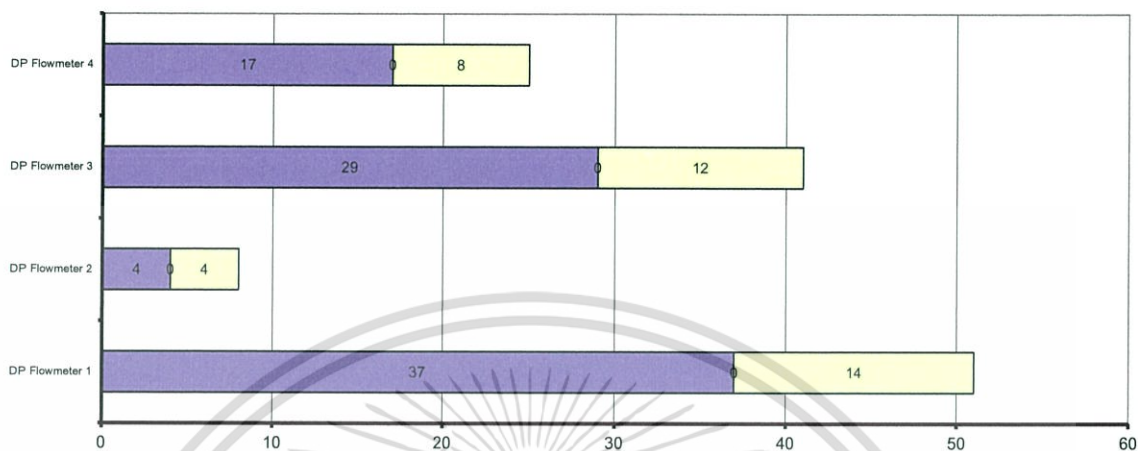 DP Flowmeter 4 17 0 8
DP Flowmeter 3 29 0 12
DP Flowmeter 2 4 0 4
DP Flowmeter 1 37 0 14
0 10 20 30 40 50 60